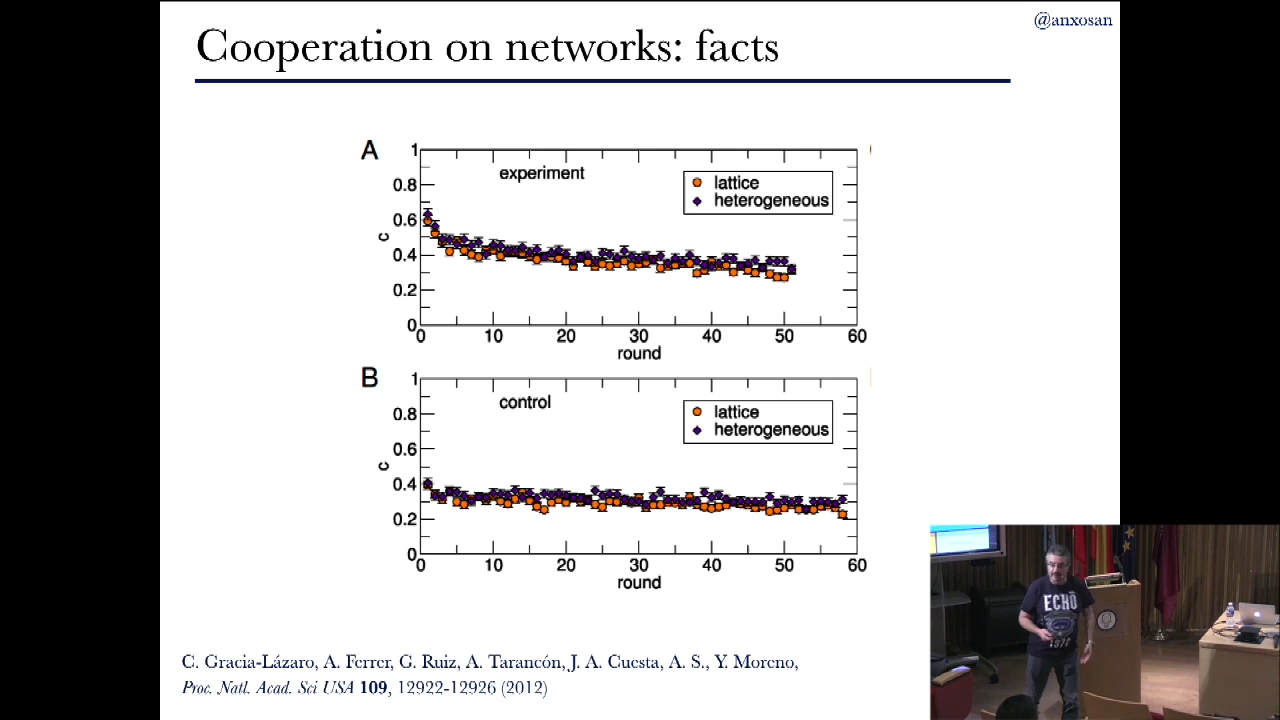 @anxosan
Cooperation on networks: facts
A
experiment
lattice
heterogeneous
1
0.8
0.6
0.4
0.2
0
c
0 10 20 30 40 50 60
round
B
control
lattice
heterogeneous
1
0.8
0.6
0.4
0.2
0
c
0 10 20 30 40 50 60
round
C. Gracia-Lázaro, A. Ferrer, G. Ruiz, A. Tarancón, J. A. Cuesta, A. S., Y. Moreno,
Proc. Natl. Acad. Sci USA 109, 12922-12926 (2012)
ECHŌ